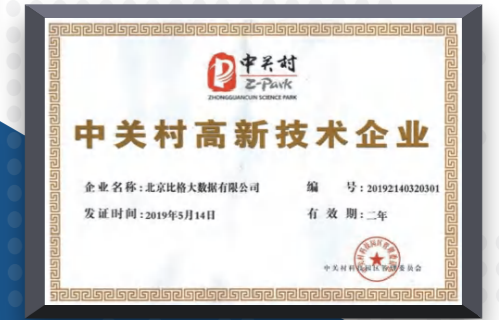 中关村
Z-Park
ZHONGGUANCUN SCIENCE PARK
中关村高新技术企业
企业名称:北京比格大数据有限公司
编 号:20192140320301
发证时间:2019年5月14日
有 效 期:二年
中关村科技园区管理委员会